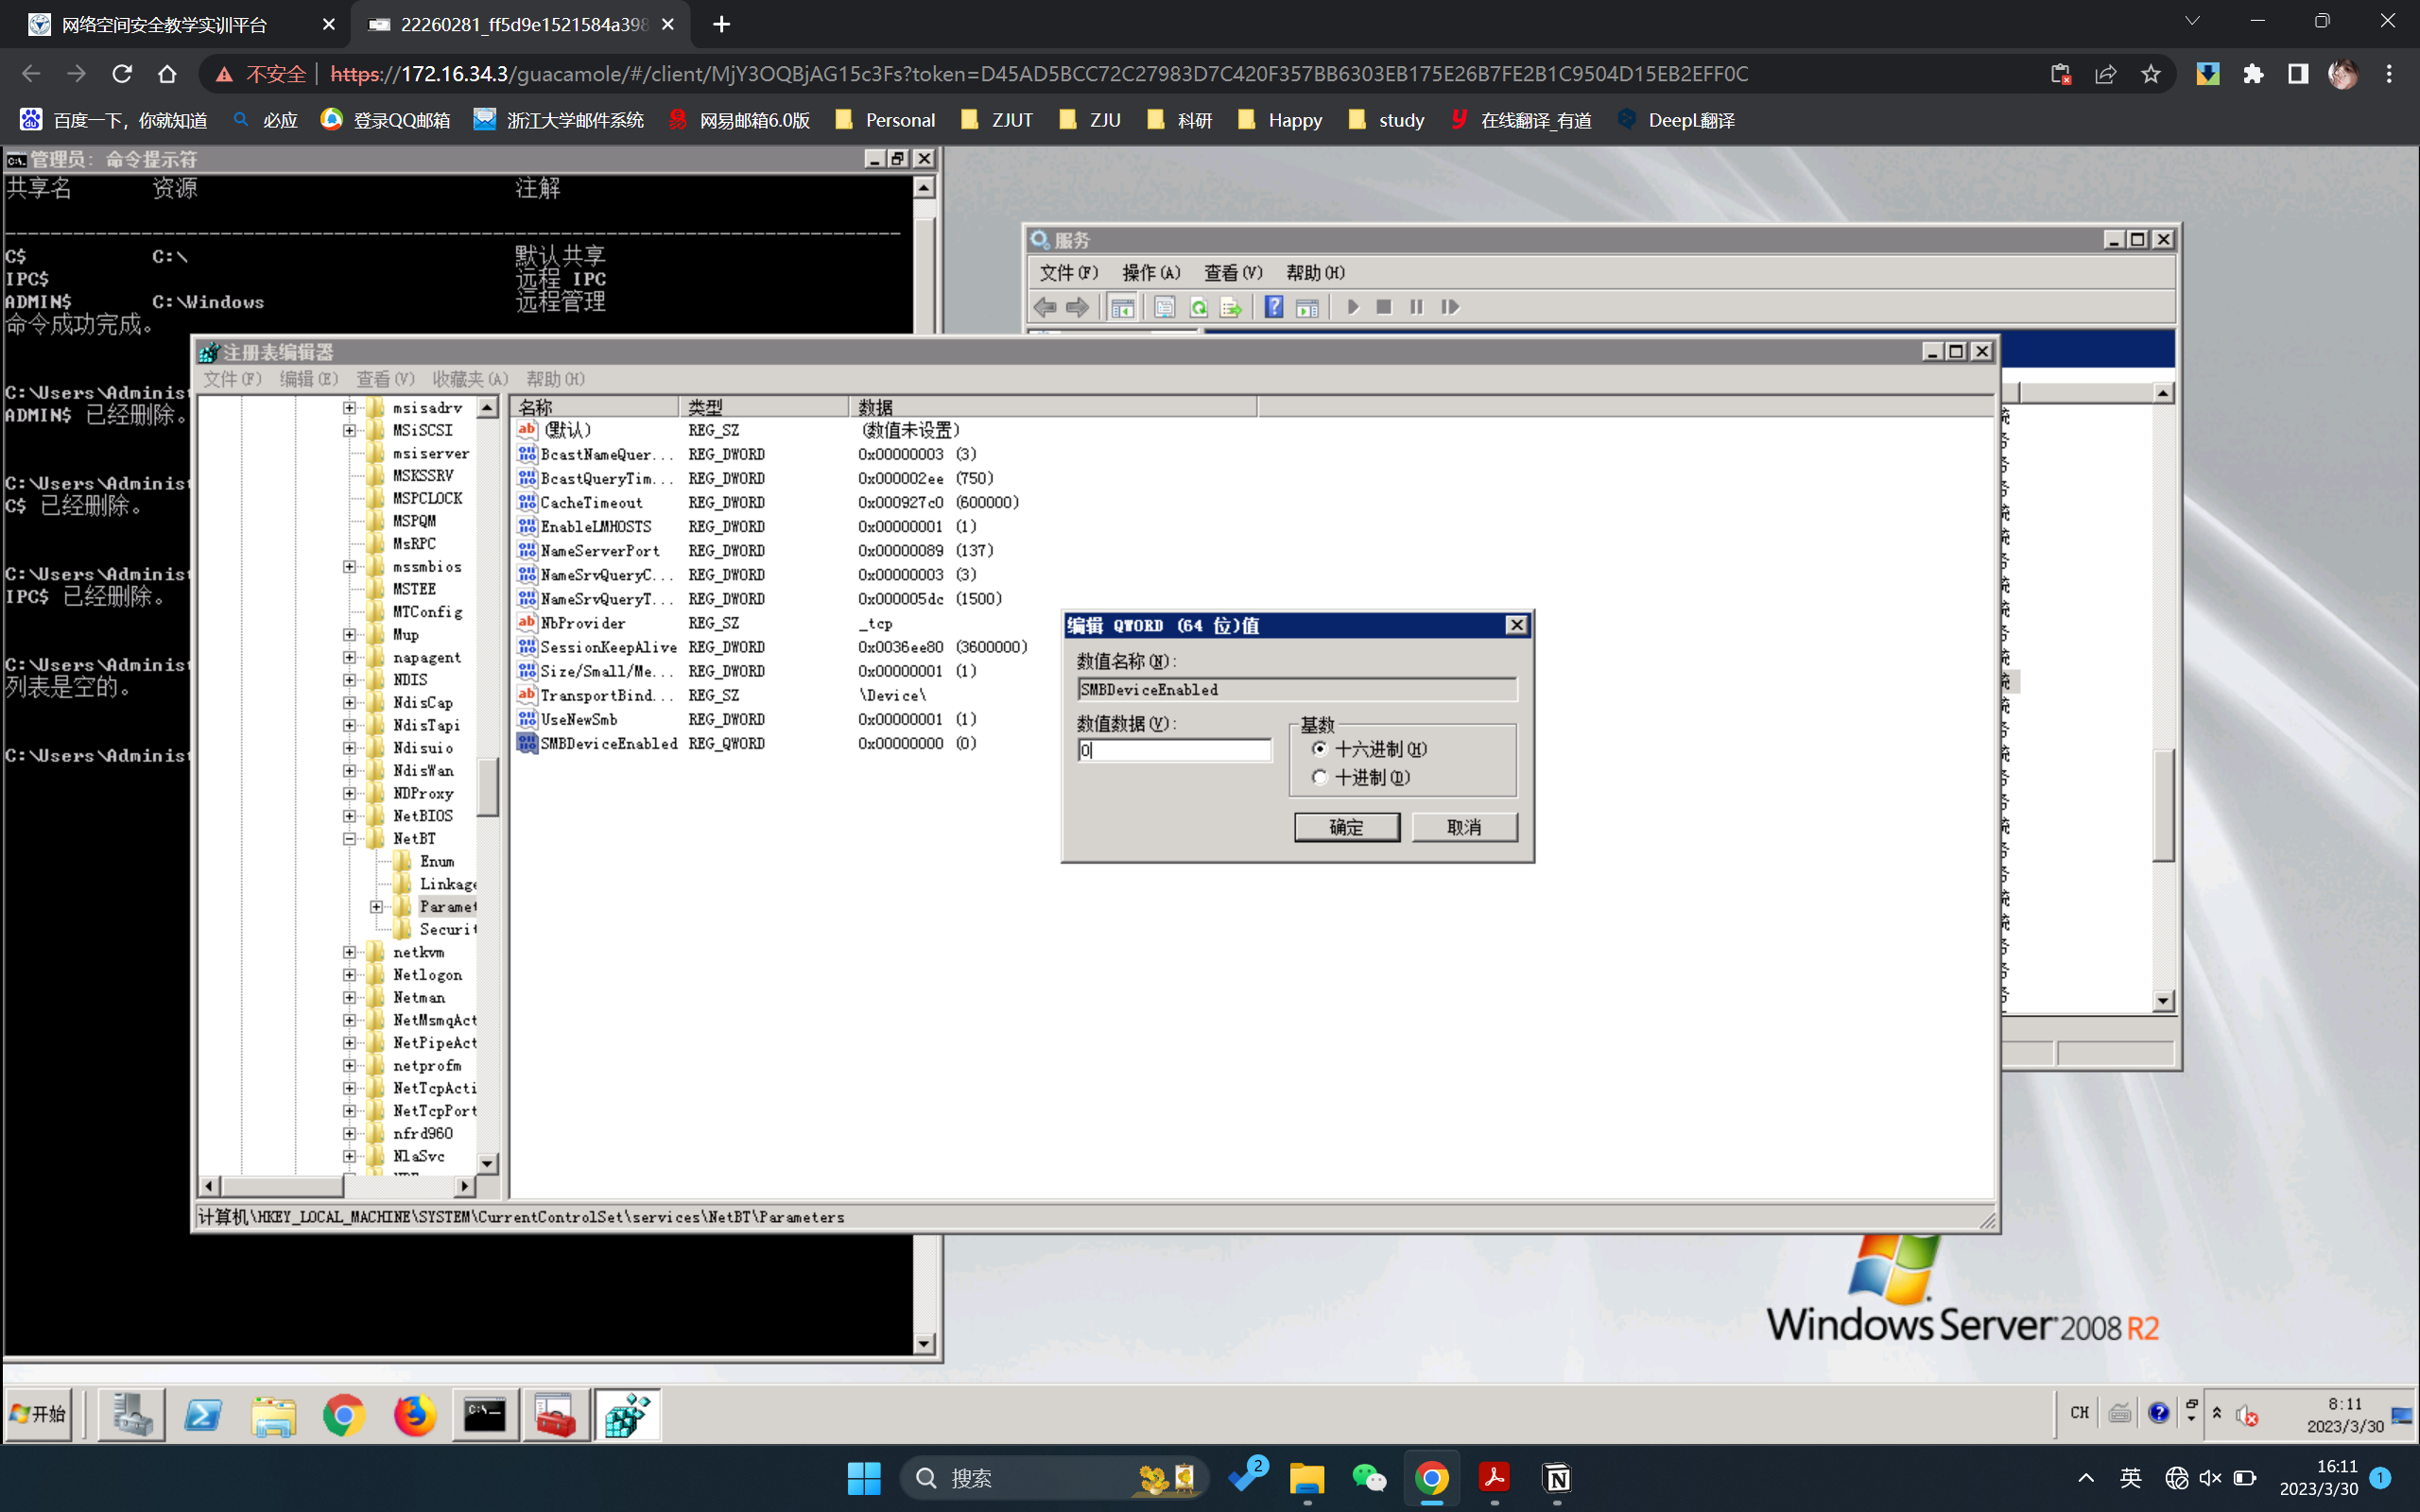 网络空间安全教学实训平台
22260281_ff5d9e1521584a398
不安全
https://172.16.34.3/guacamole/#/client/MjY3OQBjAG15c3Fs?token=D45AD5BCC72C27983D7C420F357BB6303EB175E26B7FE2B1C9504D15EB2EFF0C
百度一下，你就知道 必应 登录QQ邮箱 浙江大学邮件系统 网易邮箱6.0版 Personal ZJUT ZJU 科研 Happy study 在线翻译_有道 DeepL翻译
管理员: 命令提示符
共享名 资源 注解
C$ C:\ 默认共享
IPC$ 远程 IPC
ADMIN$ C:\Windows 远程管理
命令成功完成。
C:\Users\Administ
ADMIN$ 已经删除。
C:\Users\Administ
C$ 已经删除。
C:\Users\Administ
IPC$ 已经删除。
C:\Users\Administ
列表是空的。
C:\Users\Administ
服务
文件(F) 操作(A) 查看(V) 帮助(H)
注册表编辑器
文件(F) 编辑(E) 查看(V) 收藏夹(A) 帮助(H)
msisadrv
MSiSCSI
msiserver
MSKSSRV
MSPCLOCK
MSPQM
MsRPC
mssmbios
MSTEE
MTConfig
Mup
napagent
NDIS
NdisCap
NdisTapi
Ndisuio
NdisWan
NDProxy
NetBIOS
NetBT
Enum
Linkage
Paramet
Securit
netkvm
Netlogon
Netman
NetMsmqAct
NetPipeAct
netprofm
NetTcpActi
NetTcpPort
nfrd960
NlaSvc
名称 类型 数据
(默认) REG_SZ (数值未设置)
BcastNameQuer... REG_DWORD 0x00000003 (3)
BcastQueryTim... REG_DWORD 0x000002ee (750)
CacheTimeout REG_DWORD 0x000927c0 (600000)
EnableLMHOSTS REG_DWORD 0x00000001 (1)
NameServerPort REG_DWORD 0x00000089 (137)
NameSrvQueryC... REG_DWORD 0x00000003 (3)
NameSrvQueryT... REG_DWORD 0x000005dc (1500)
NbProvider REG_SZ _tcp
SessionKeepAlive REG_DWORD 0x0036ee80 (3600000)
Size/Small/Me... REG_DWORD 0x00000001 (1)
TransportBind... REG_SZ \Device\
UseNewSmb REG_DWORD 0x00000001 (1)
SMBDeviceEnabled REG_QWORD 0x00000000 (0)
编辑 QWORD (64 位)值
数值名称(N):
SMBDeviceEnabled
数值数据(V):
0
基数
十六进制(H)
十进制(D)
确定 取消
计算机\HKEY_LOCAL_MACHINE\SYSTEM\CurrentControlSet\services\NetBT\Parameters
Windows Server 2008 R2
开始
CH
8:11
2023/3/30
搜索
2
英
16:11
2023/3/30
1